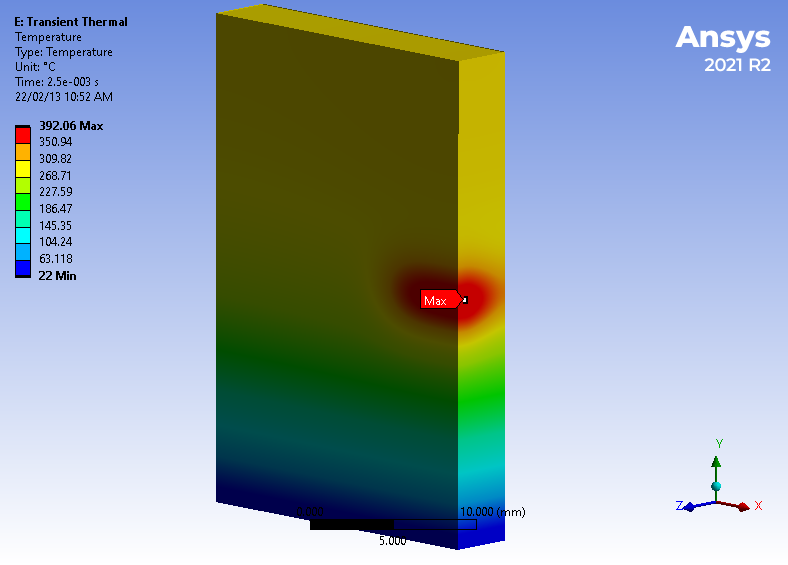 E: Transient Thermal
Temperature
Type: Temperature
Unit: °C
Time: 2.5e-003 s
22/02/13 10:52 AM
392.06 Max
350.94
309.82
268.71
227.59
186.47
145.35
104.24
63.118
22 Min
Ansys
2021 R2
Max
0.000
10.000 (mm)
5.000
Y
Z
X